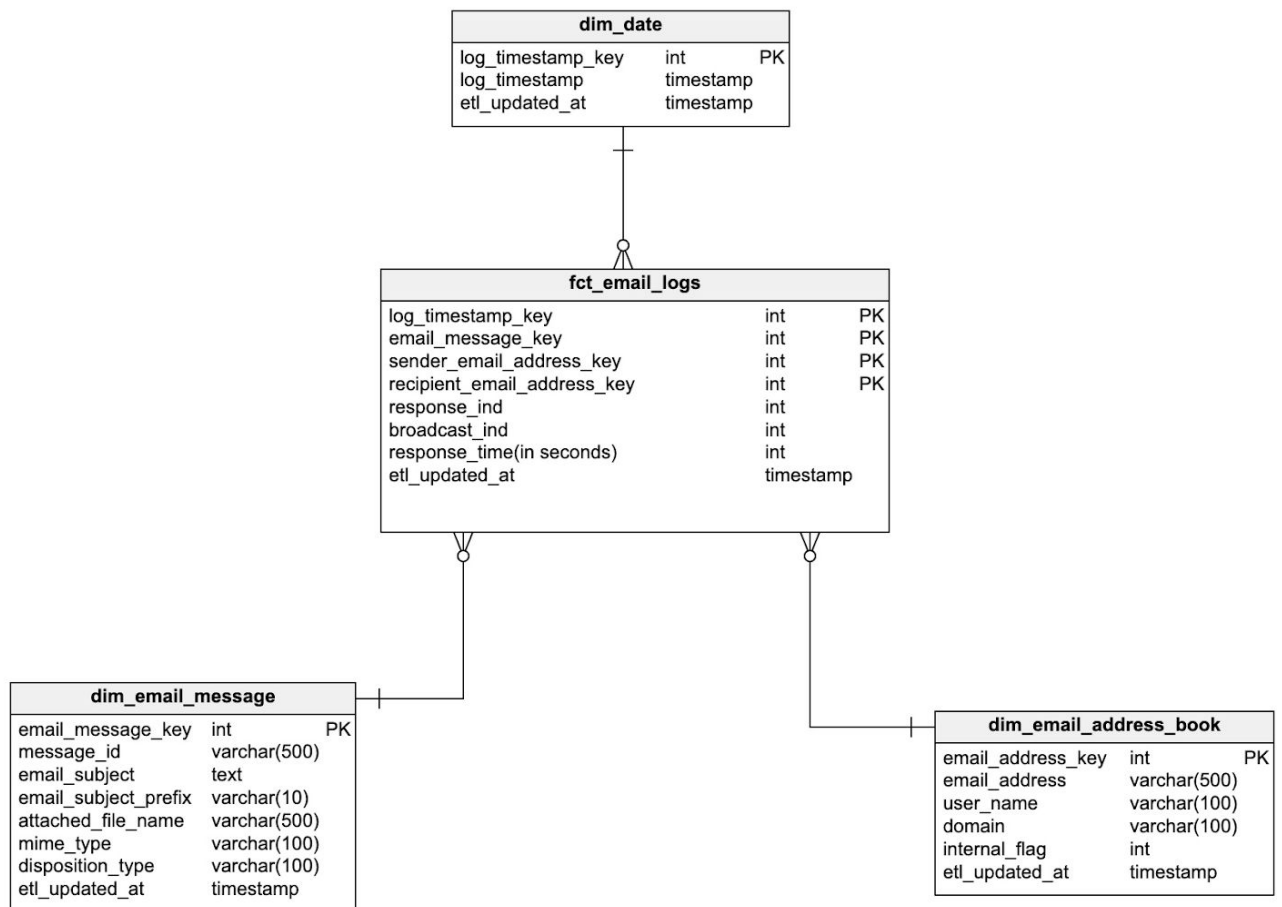 dim_date
log_timestamp_key int PK
log_timestamp timestamp
etl_updated_at timestamp
fct_email_logs
log_timestamp_key int PK
email_message_key int PK
sender_email_address_key int PK
recipient_email_address_key int PK
response_ind int
broadcast_ind int
response_time(in seconds) int
etl_updated_at timestamp
dim_email_message
email_message_key int PK
message_id varchar(500)
email_subject text
email_subject_prefix varchar(10)
attached_file_name varchar(500)
mime_type varchar(100)
disposition_type varchar(100)
etl_updated_at timestamp
dim_email_address_book
email_address_key int PK
email_address varchar(500)
user_name varchar(100)
domain varchar(100)
internal_flag int
etl_updated_at timestamp